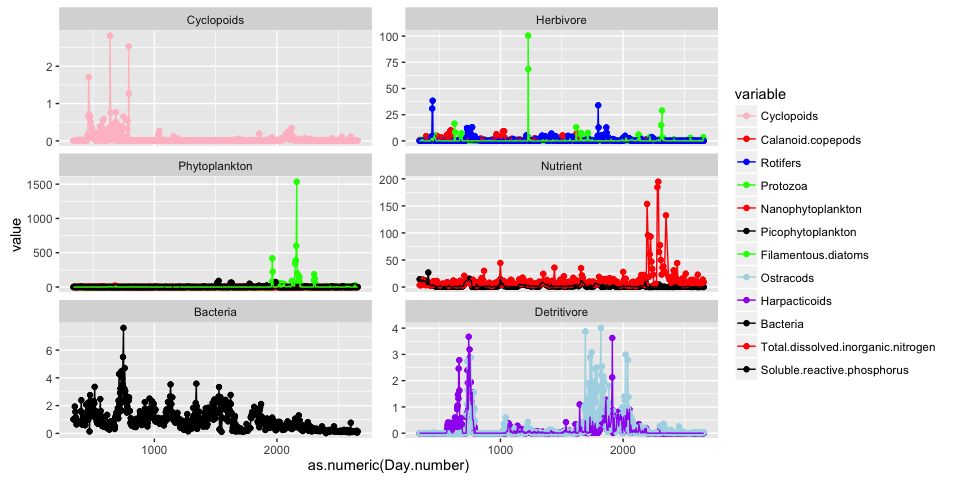 Cyclopoids
Herbivore
0
1
2
0
25
50
75
100
Phytoplankton
Nutrient
0
500
1000
1500
0
50
100
150
200
Bacteria
Detritivore
0
2
4
6
0
1
2
3
4
1000
2000
1000
2000
value
as.numeric(Day.number)
variable
Cyclopoids
Calanoid.copepods
Rotifers
Protozoa
Nanophytoplankton
Picophytoplankton
Filamentous.diatoms
Ostracods
Harpacticoids
Bacteria
Total.dissolved.inorganic.nitrogen
Soluble.reactive.phosphorus